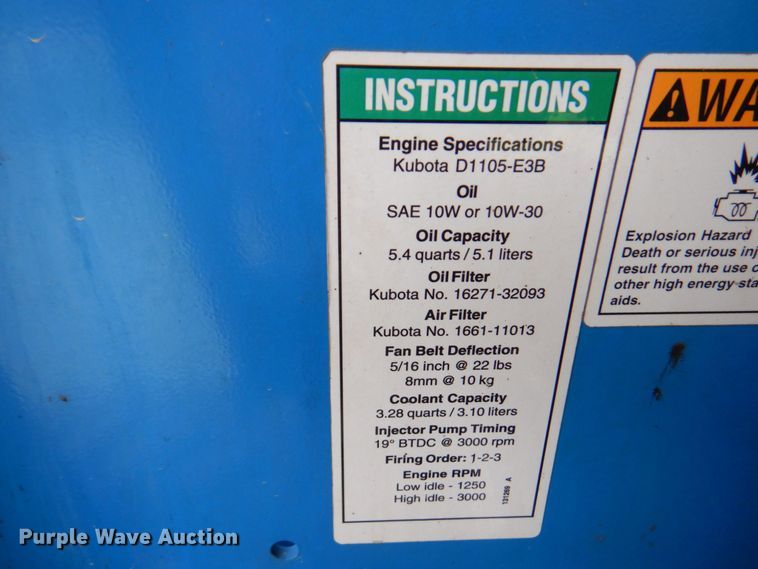 INSTRUCTIONS
Engine Specifications
Kubota D1105-E3B
Oil
SAE 10W or 10W-30
Oil Capacity
5.4 quarts / 5.1 liters
Oil Filter
Kubota No. 16271-32093
Air Filter
Kubota No. 1661-11013
Fan Belt Deflection
5/16 inch @ 22 lbs
8mm @ 10 kg
Coolant Capacity
3.28 quarts / 3.10 liters
Injector Pump Timing
19° BTDC @ 3000 rpm
Firing Order: 1-2-3
Engine RPM
Low idle - 1250
High idle - 3000
131269 A
WA
Explosion Hazard
Death or serious inj
result from the use o
other high energy sta
aids.
Purple Wave Auction